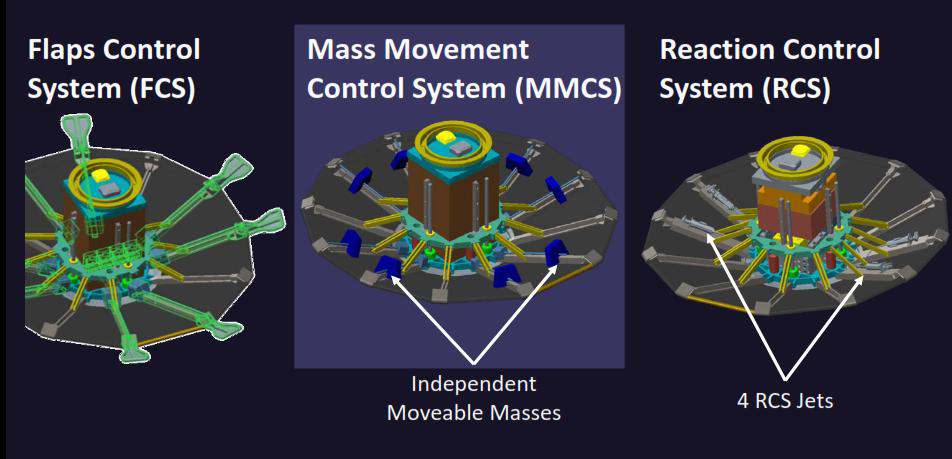 Flaps Control
System (FCS)
Mass Movement
Control System (MMCS)
Reaction Control
System (RCS)
Independent
Moveable Masses
4 RCS Jets